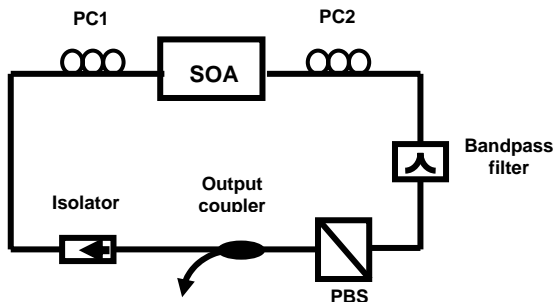 PC1
PC2
SOA
Bandpass
filter
Output
coupler
Isolator
PBS